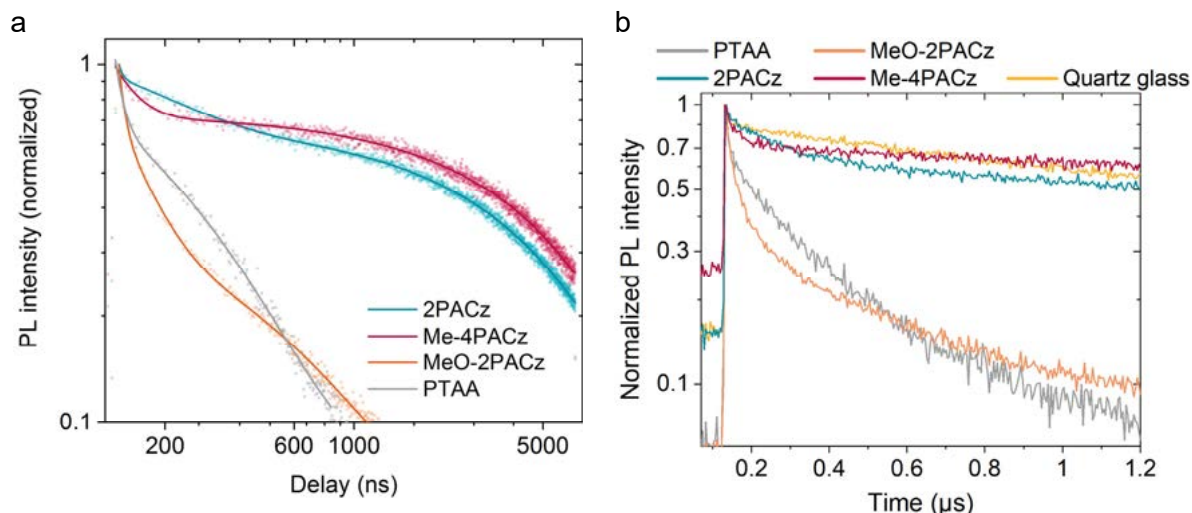 a
1
0.1
PL intensity (normalized)
200
600
1000
5000
Delay (ns)
2PACz
Me-4PACz
MeO-2PACz
PTAA
b
PTAA
MeO-2PACz
2PACz
Me-4PACz
Quartz glass
1
0.7
0.5
0.3
0.1
Normalized PL intensity
0.2
0.4
0.6
0.8
1
1.2
Time (µs)